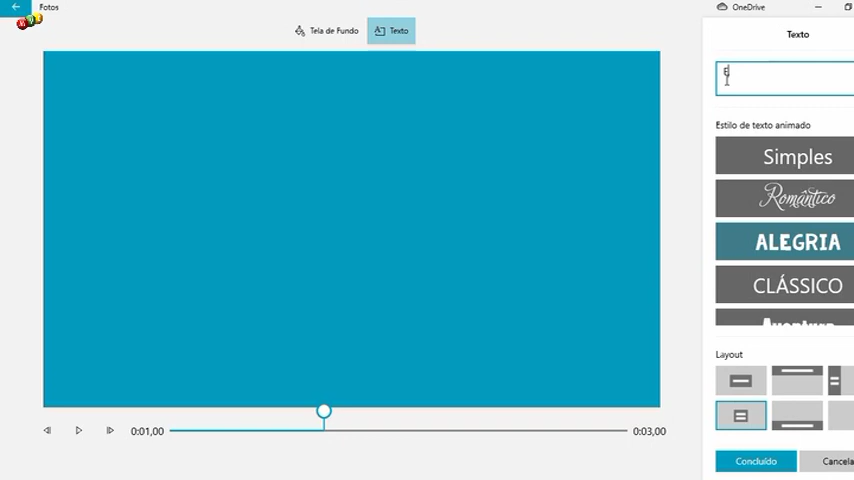 Fotos
OneDrive
Tela de Fundo
Texto
Texto
E
Estilo de texto animado
Simples
Romântico
ALEGRIA
CLÁSSICO
Aventura
Layout
0:01,00
0:03,00
Concluído
Cancela